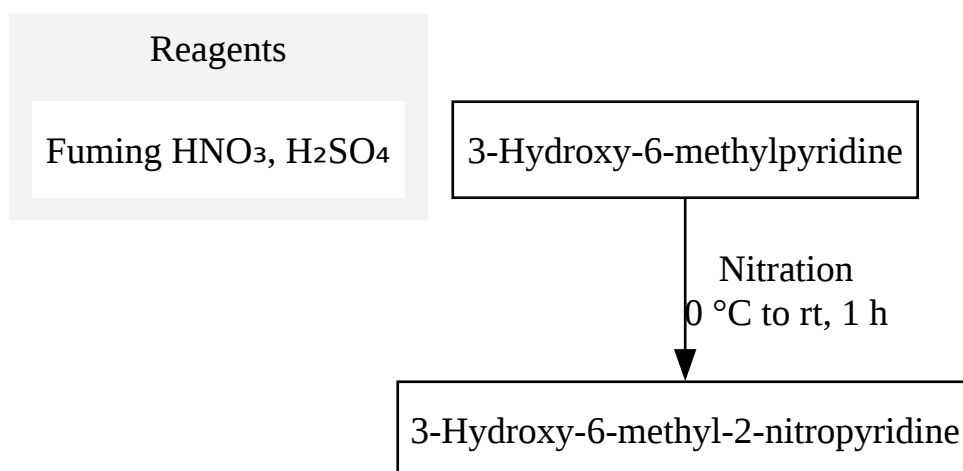 Reagents
Fuming HNO₃, H₂SO₄
3-Hydroxy-6-methylpyridine
Nitration
0 °C to rt, 1 h
3-Hydroxy-6-methyl-2-nitropyridine